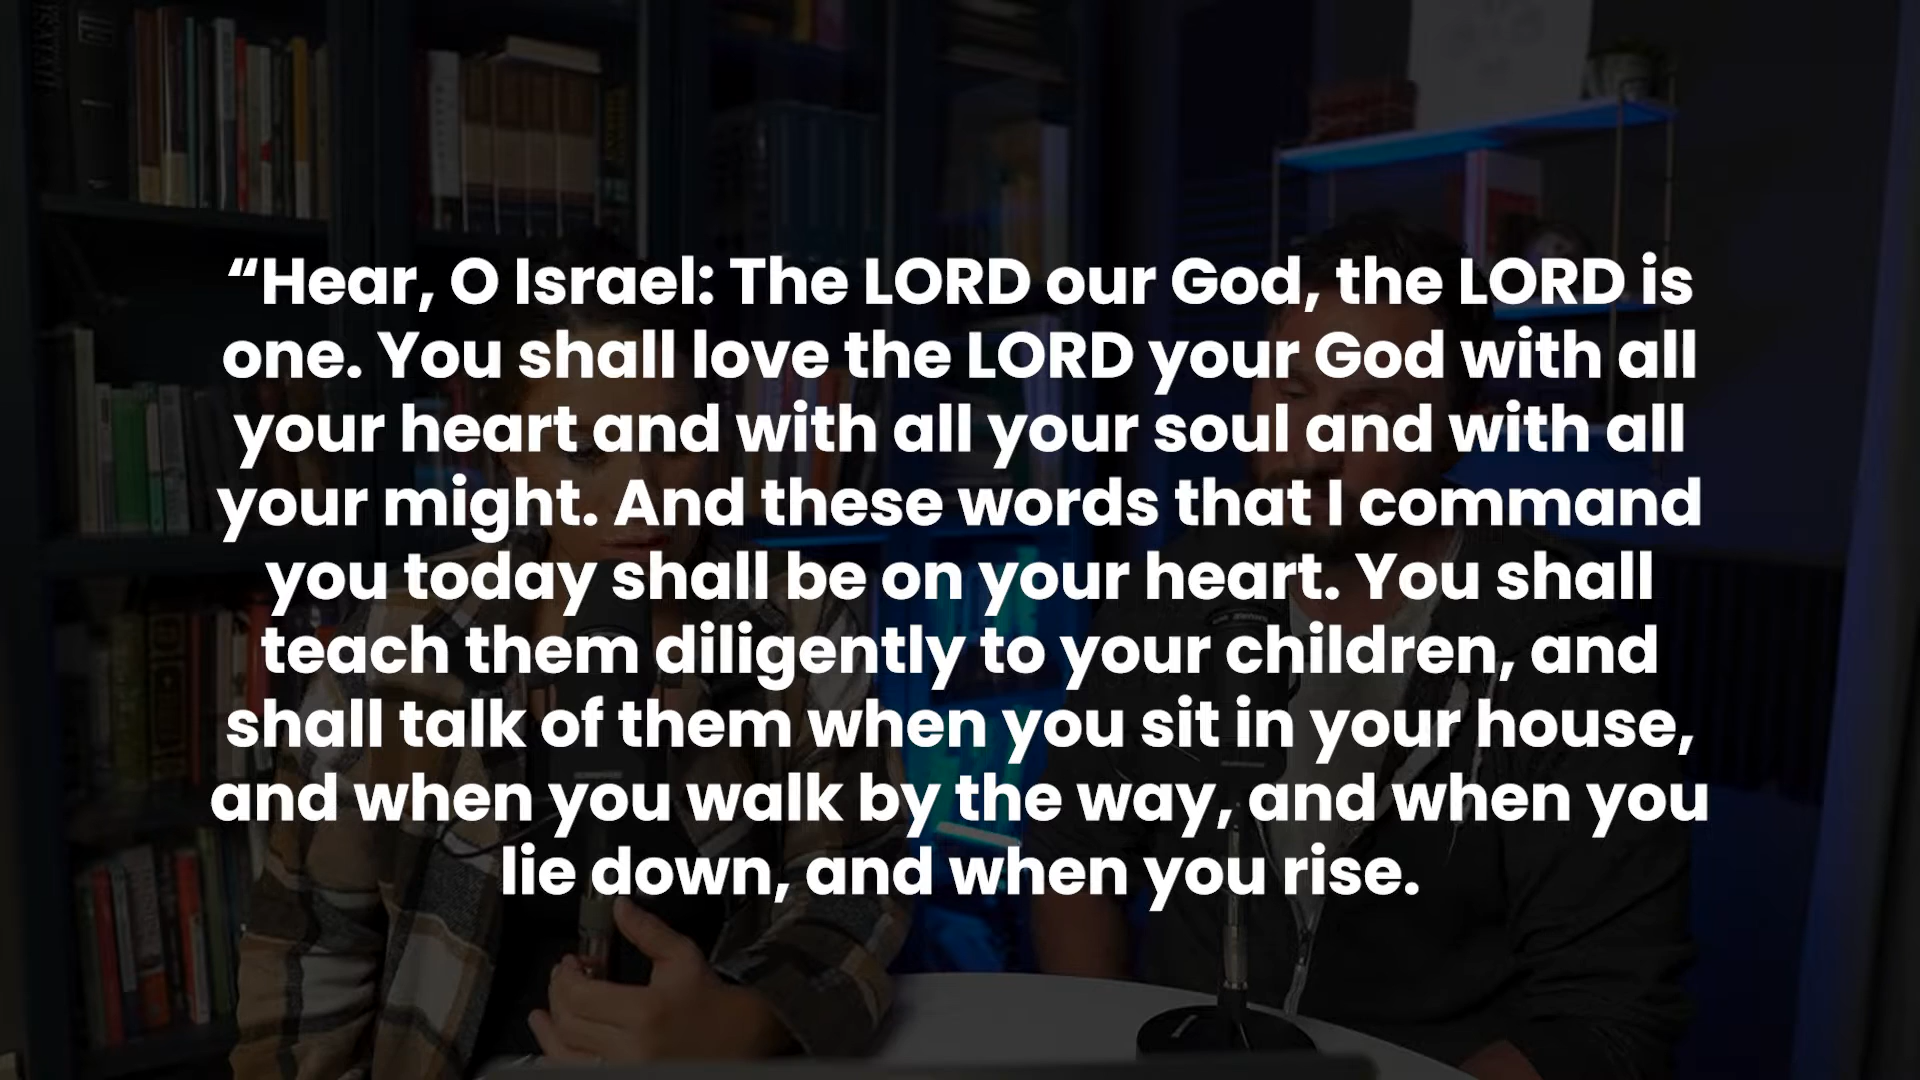 “Hear, O Israel: The LORD our God, the LORD is
one. You shall love the LORD your God with all
your heart and with all your soul and with all
your might. And these words that I command
you today shall be on your heart. You shall
teach them diligently to your children, and
shall talk of them when you sit in your house,
and when you walk by the way, and when you
lie down, and when you rise.